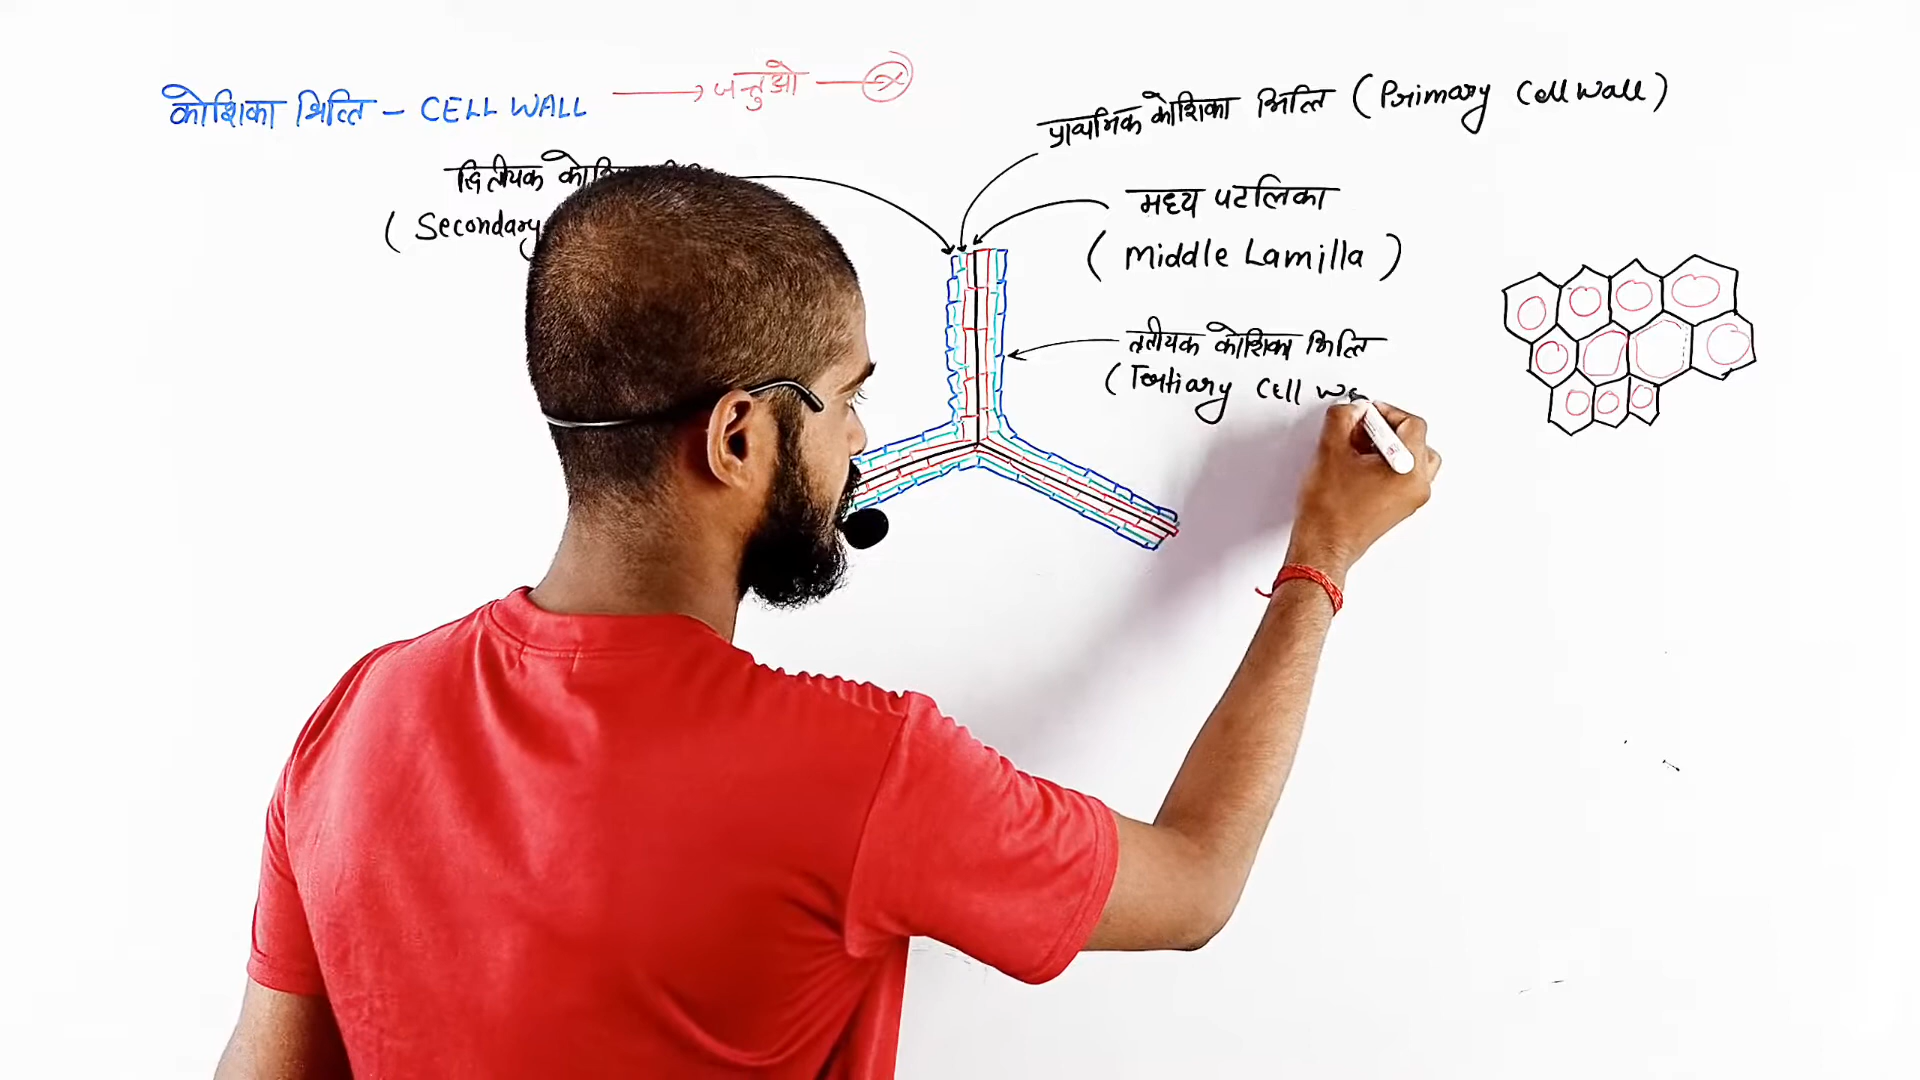 कोशिका भित्ति - CELL WALL → जन्तुओ - ×
प्राथमिक कोशिका भित्ति (Primary Cell Wall)
द्वितीयक
(Secondary
मध्य पटलिका
(Middle Lamilla)
तृतीयक कोशिका भित्ति
(Tertiary Cell